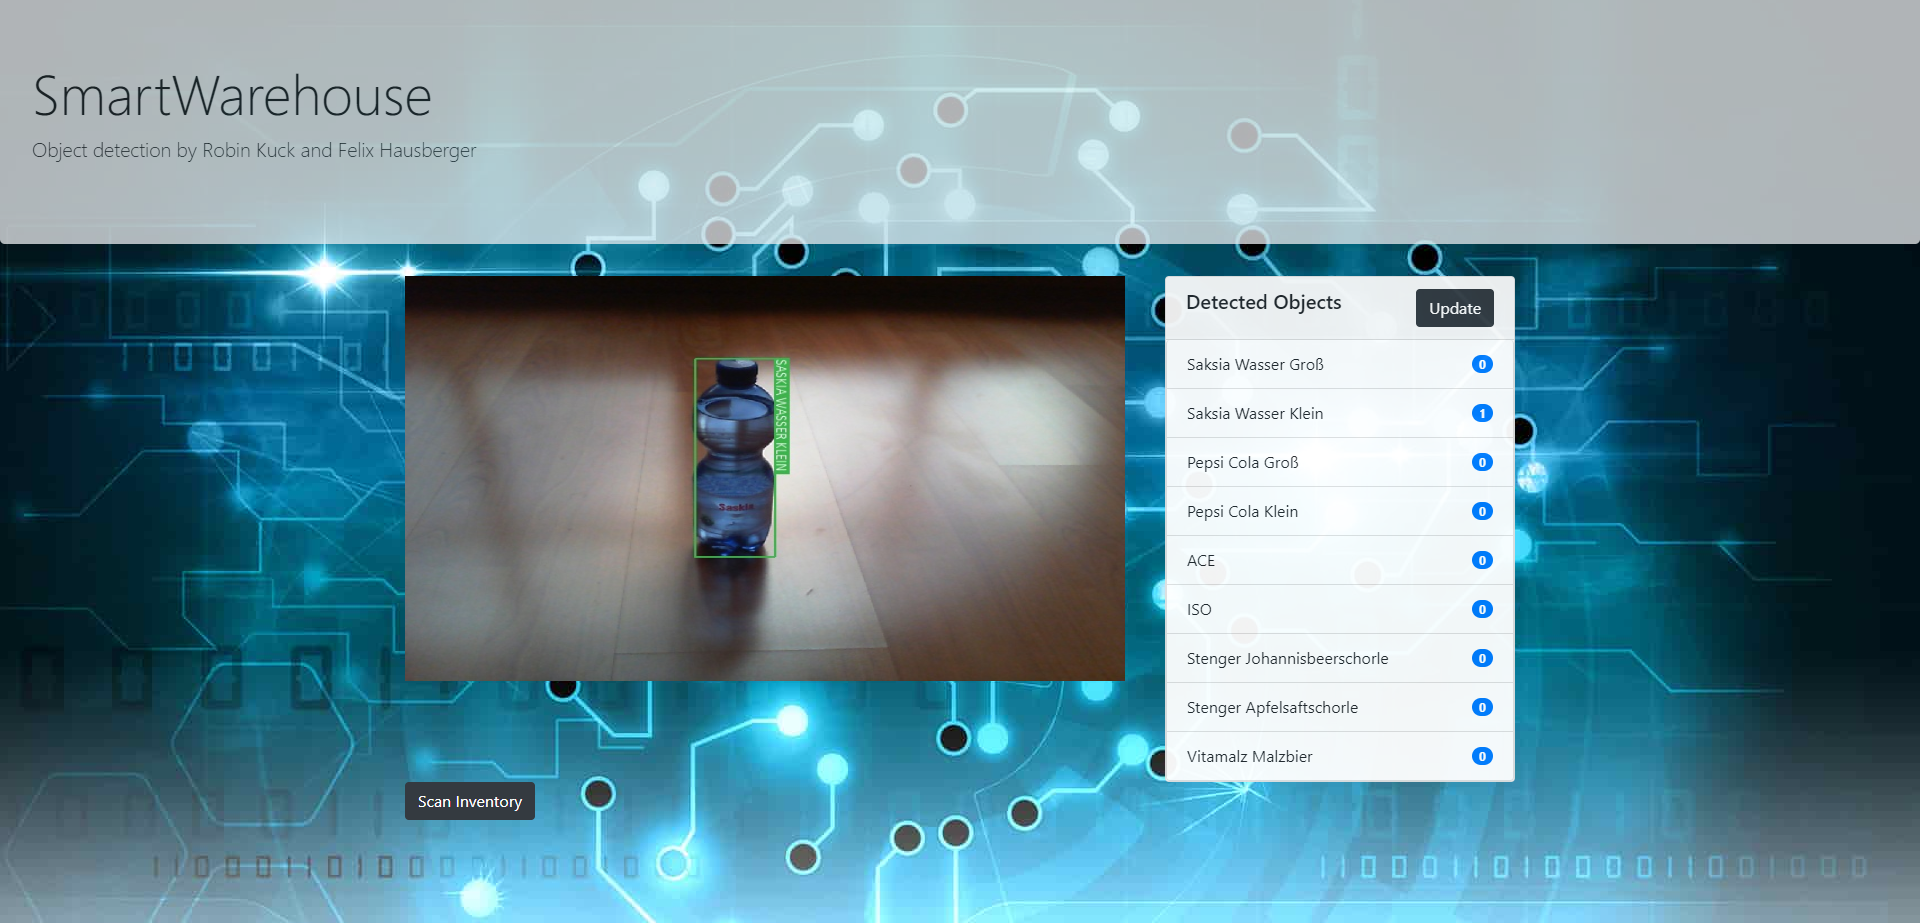 SmartWarehouse
Object detection by Robin Kuck and Felix Hausberger
SASKIA WASSER KLEIN
Saskia
Detected Objects
Update
Saksia Wasser Groß 0
Saksia Wasser Klein 1
Pepsi Cola Groß 0
Pepsi Cola Klein 0
ACE 0
ISO 0
Stenger Johannisbeerschorle 0
Stenger Apfelsaftschorle 0
Vitamalz Malzbier 0
Scan Inventory